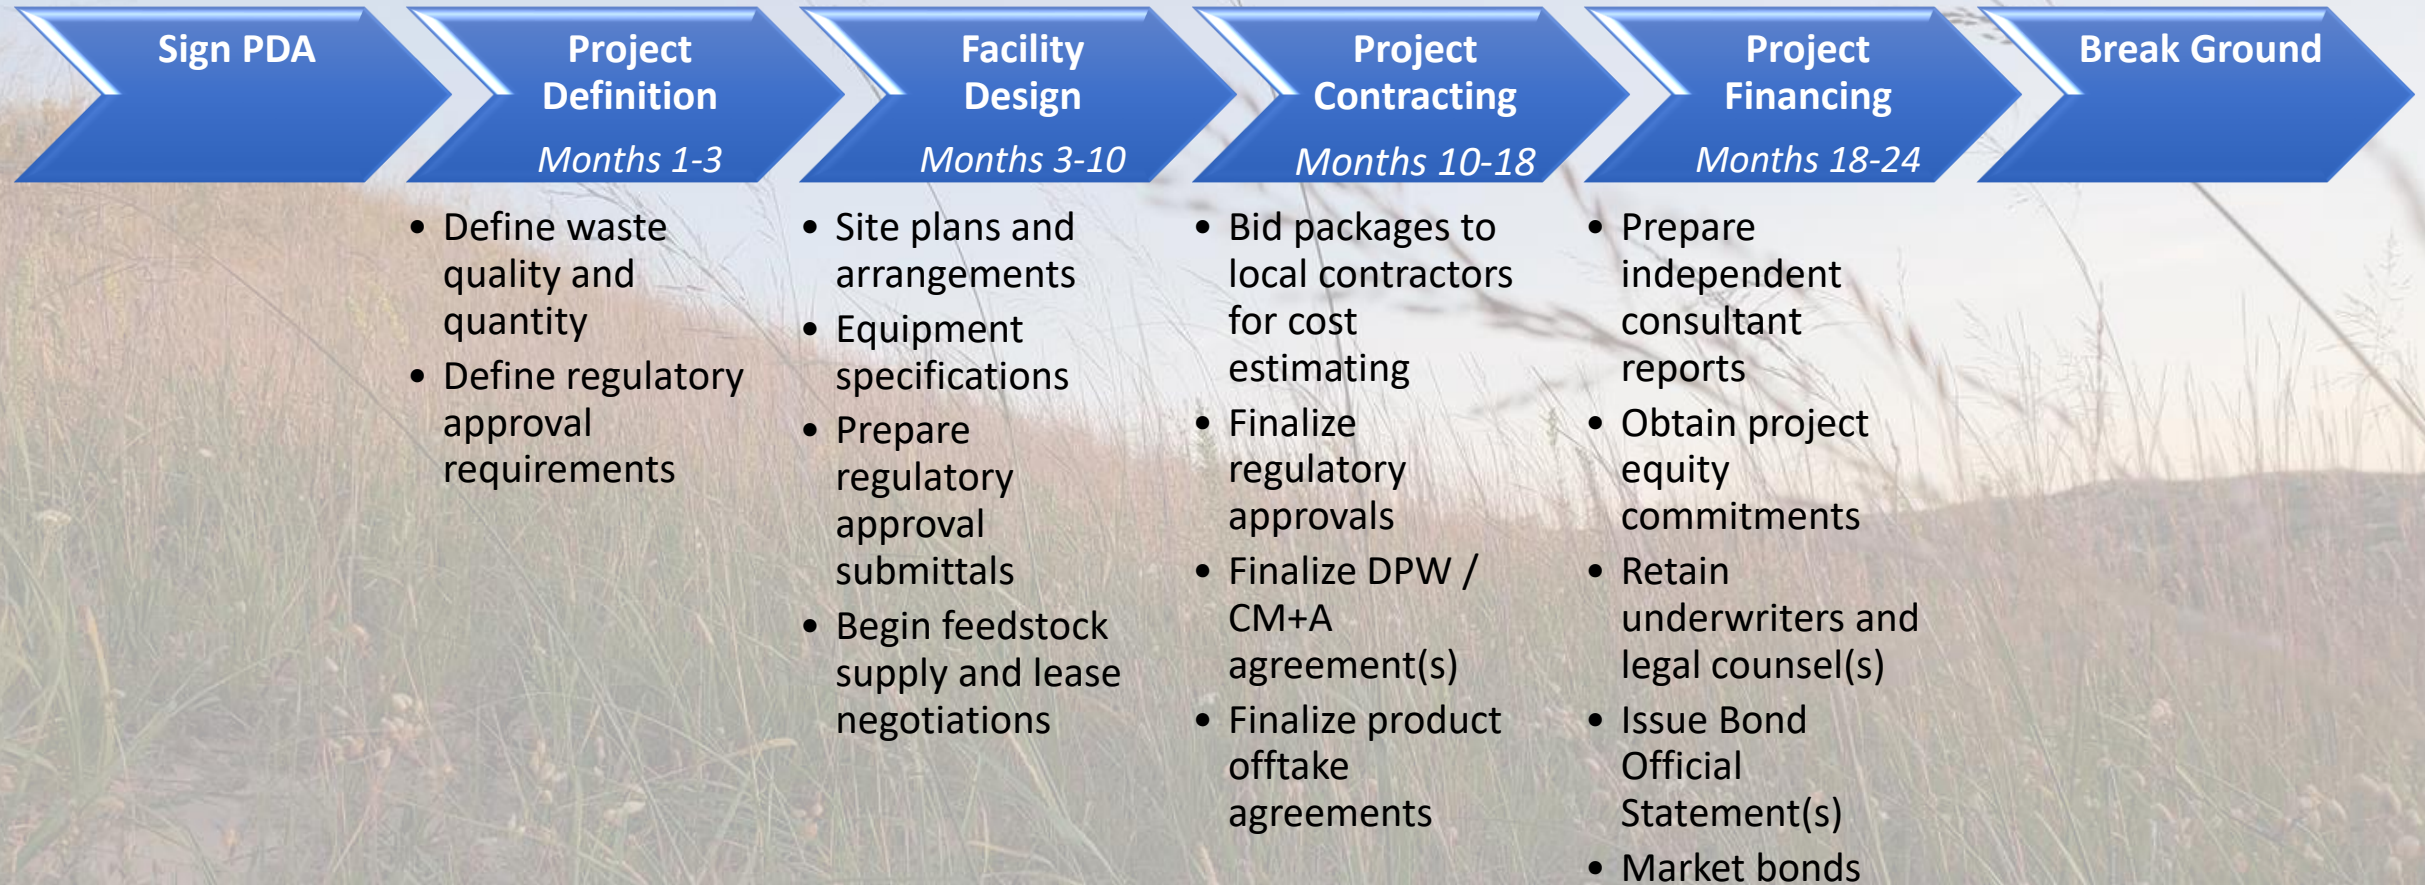 Sign PDA
Project
Definition
Months 1-3
• Define waste
quality and
quantity
• Define regulatory
approval
requirements
Facility
Design
Months 3-10
• Site plans and
arrangements
• Equipment
specifications
• Prepare
regulatory
approval
submittals
• Begin feedstock
supply and lease
negotiations
Project
Contracting
Months 10-18
• Bid packages to
local contractors
for cost
estimating
• Finalize
regulatory
approvals
• Finalize DPW /
CM+A
agreement(s)
• Finalize product
offtake
agreements
Project
Financing
Months 18-24
• Prepare
independent
consultant
reports
• Obtain project
equity
commitments
• Retain
underwriters and
legal counsel(s)
• Issue Bond
Official
Statement(s)
• Market bonds
Break Ground